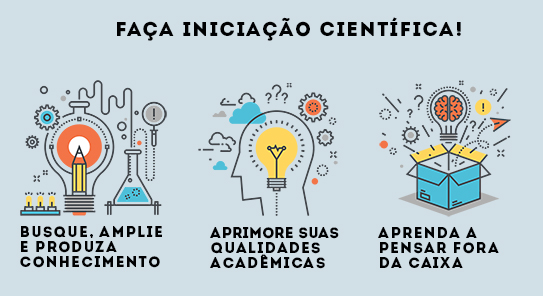 FAÇA INICIAÇÃO CIENTÍFICA!
BUSQUE, AMPLIE
E PRODUZA
CONHECIMENTO
APRIMORE SUAS
QUALIDADES
ACADÊMICAS
APRENDA A
PENSAR FORA
DA CAIXA